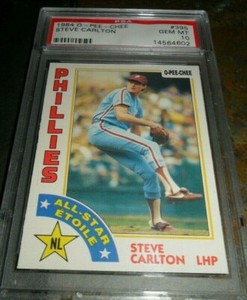 1984 O-PEE-CHEE #395
STEVE CARLTON GEM MT
PSA 10
14564602
O-PEE-CHEE
PHILLIES
ALL-STAR
ETOILE
NL
STEVE
CARLTON LHP